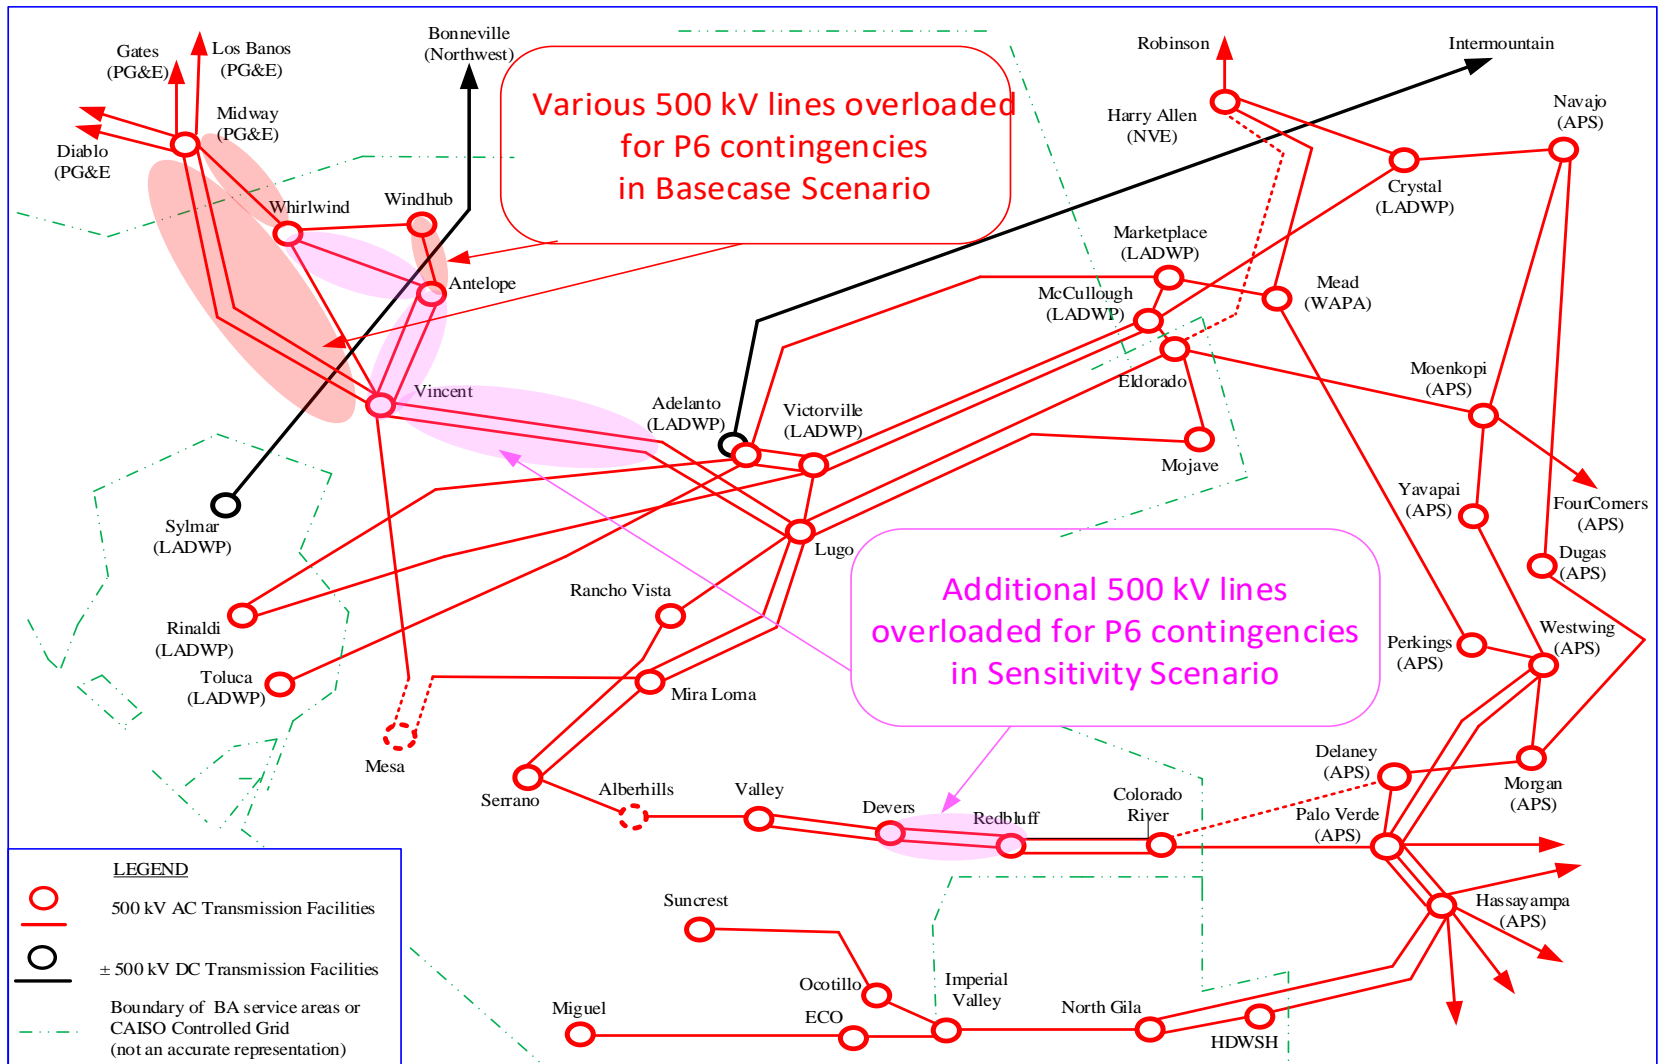 Gates
(PG&E)
Los Banos
(PG&E)
Bonneville
(Northwest)
Robinson
Intermountain
Various 500 kV lines overloaded
for P6 contingencies
in Basecase Scenario
Midway
(PG&E)
Diablo
(PG&E
Harry Allen
(NVE)
Navajo
(APS)
Crystal
(LADWP)
Whirlwind
Windhub
Antelope
Marketplace
(LADWP)
McCullough
(LADWP)
Mead
(WAPA)
Eldorado
Moenkopi
(APS)
Vincent
Adelanto
(LADWP)
Victorville
(LADWP)
Mojave
Yavapai
(APS)
FourCorners
(APS)
Sylmar
(LADWP)
Lugo
Dugas
(APS)
Rancho Vista
Additional 500 kV lines
overloaded for P6 contingencies
in Sensitivity Scenario
Rinaldi
(LADWP)
Toluca
(LADWP)
Perkings
(APS)
Westwing
(APS)
Mira Loma
Mesa
Serrano
Alberhills
Valley
Devers
Redbluff
Colorado
River
Delaney
(APS)
Morgan
(APS)
Palo Verde
(APS)
Hassayampa
(APS)
Suncrest
Ocotillo
Imperial
Valley
Miguel
ECO
North Gila
HDWSH
LEGEND
500 kV AC Transmission Facilities
± 500 kV DC Transmission Facilities
Boundary of BA service areas or
CAISO Controlled Grid
(not an accurate representation)